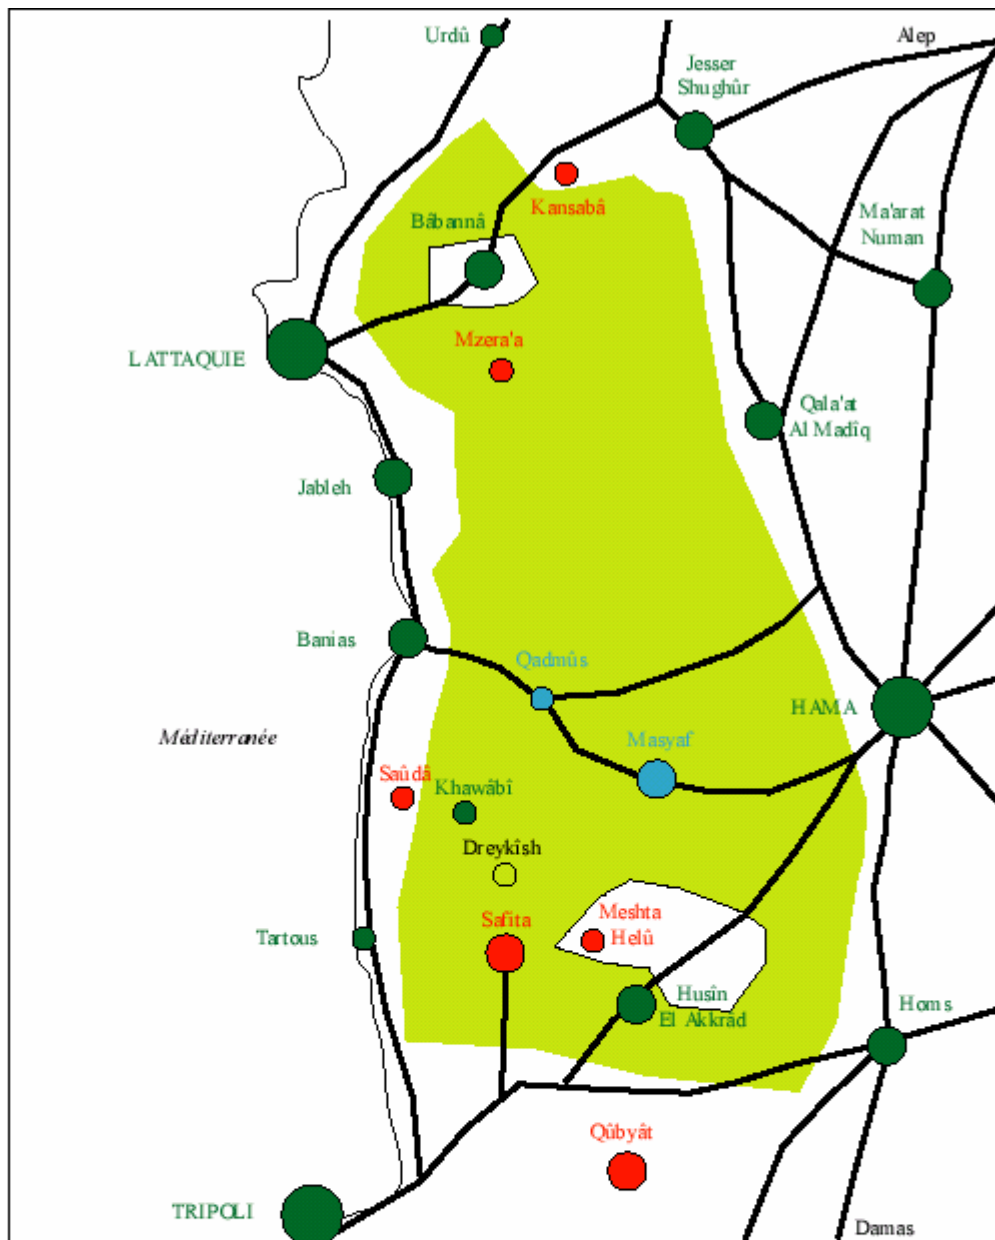 Urdû
Alep
Jesser
Shughûr
Kansabâ
Bâbannâ
Ma'arat
Numan
Mzera'a
LATTAQUIE
Qala'at
Al Madîq
Jableh
Banias
Qadmûs
HAMA
Méditerranée
Masyaf
Saûdâ
Khawâbî
Dreykîsh
Safita
Meshta
Helû
Tartous
Husîn
El Akkrâd
Homs
Qûbyât
TRIPOLI
Damas